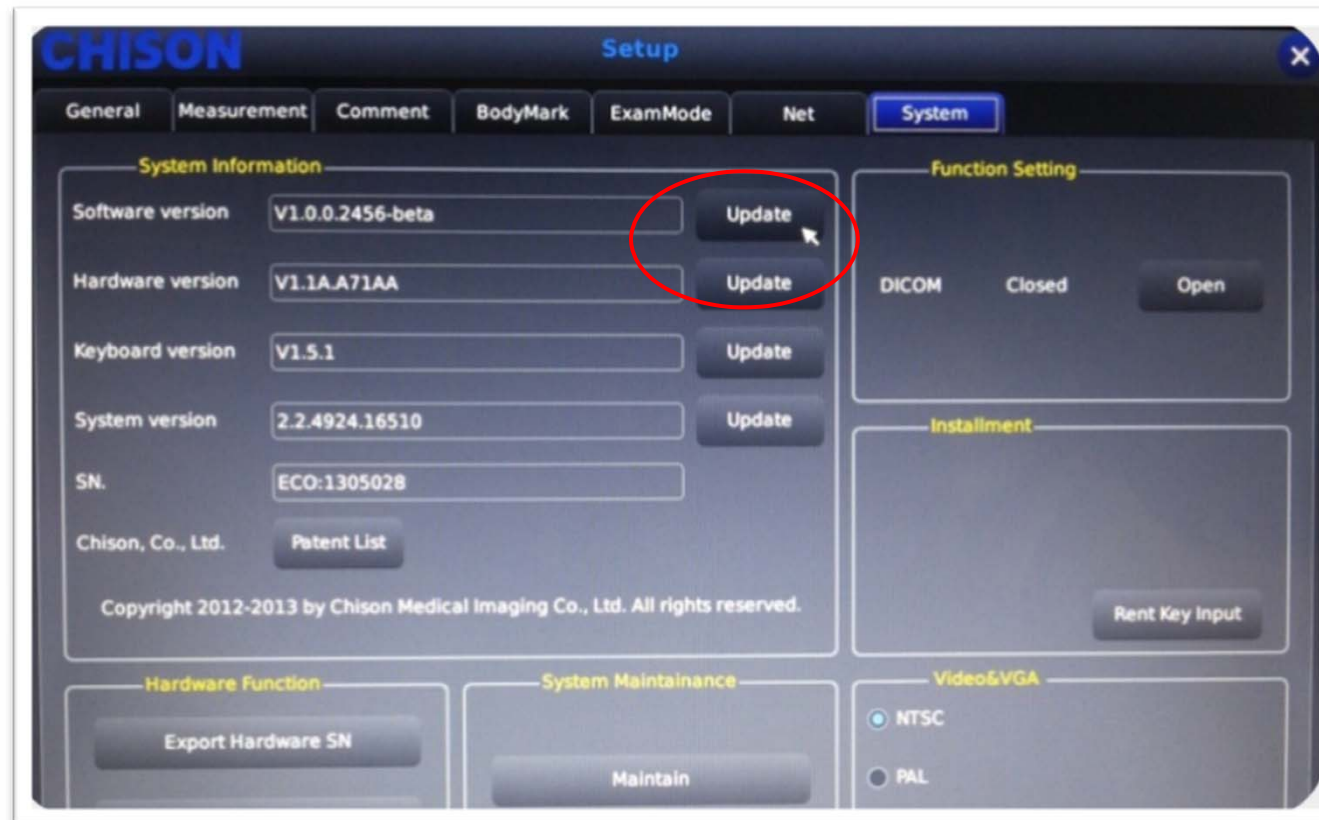 CHISON
Setup
General Measurement Comment BodyMark ExamMode Net System
System Information
Software version V1.0.0.2456-beta Update
Hardware version V1.1A.A71AA Update
Keyboard version V1.5.1 Update
System version 2.2.4924.16510 Update
SN. ECO:1305028
Chison, Co., Ltd. Patent List
Copyright 2012-2013 by Chison Medical Imaging Co., Ltd. All rights reserved.
Function Setting
DICOM Closed Open
Installment
Rent Key Input
Hardware Function
Export Hardware SN
System Maintainance
Maintain
Video&VGA
NTSC
PAL